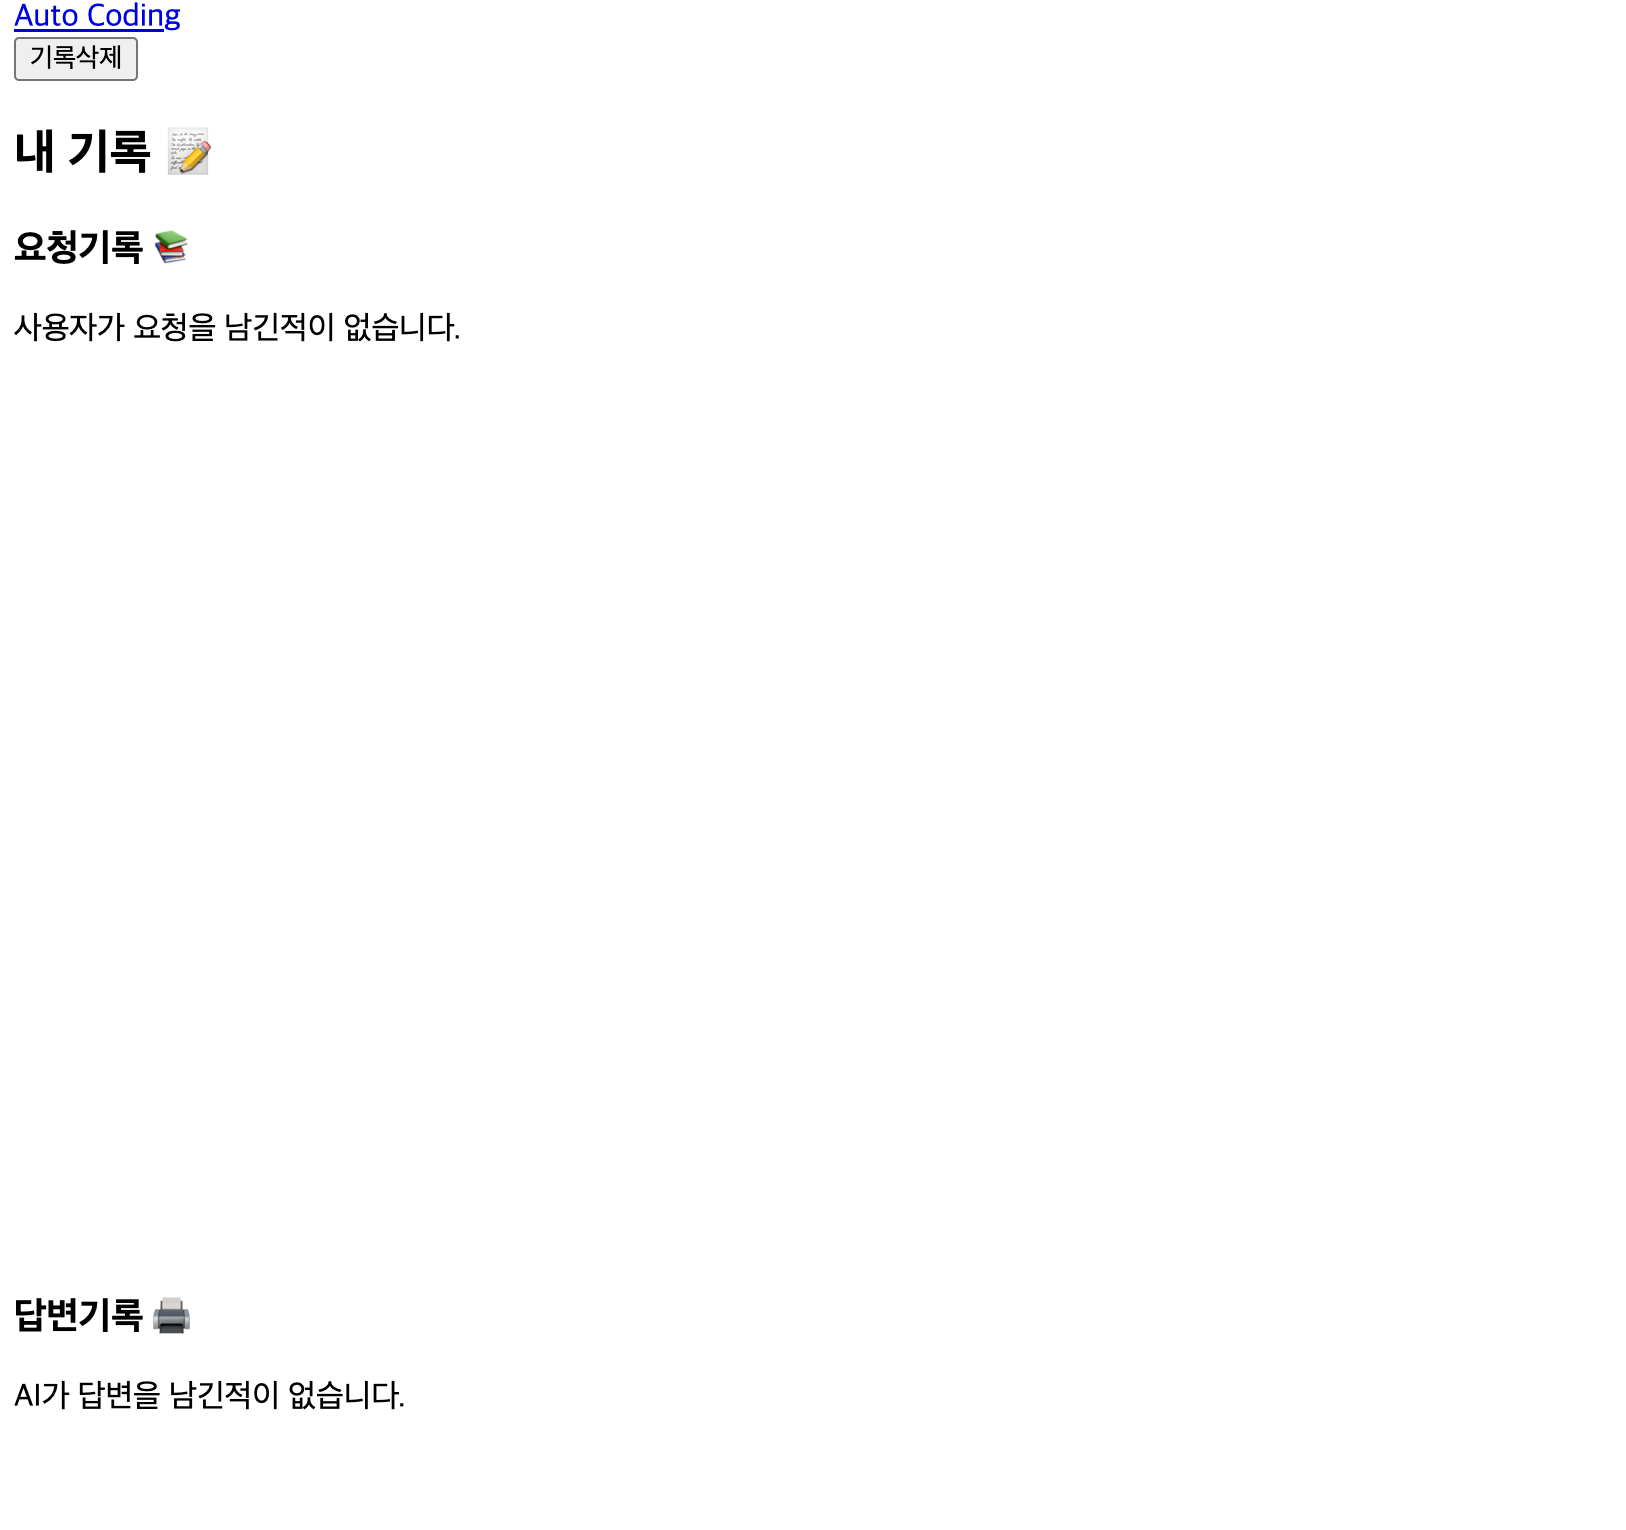 Auto Coding
기록삭제
내 기록 📝
요청기록 📚
사용자가 요청을 남긴적이 없습니다.
답변기록 🖨️
AI가 답변을 남긴적이 없습니다.